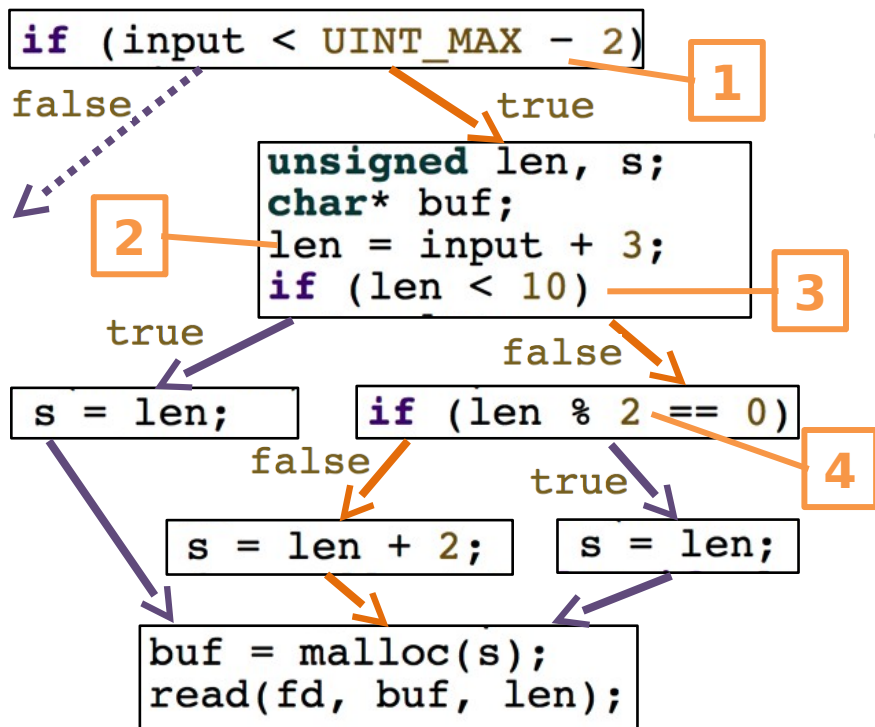 if (input < UINT_MAX - 2)
1
false
true
unsigned len, s;
char* buf;
2
len = input + 3;
if (len < 10)
3
true
false
s = len;
if (len % 2 == 0)
false
true
4
s = len + 2;
s = len;
buf = malloc(s);
read(fd, buf, len);